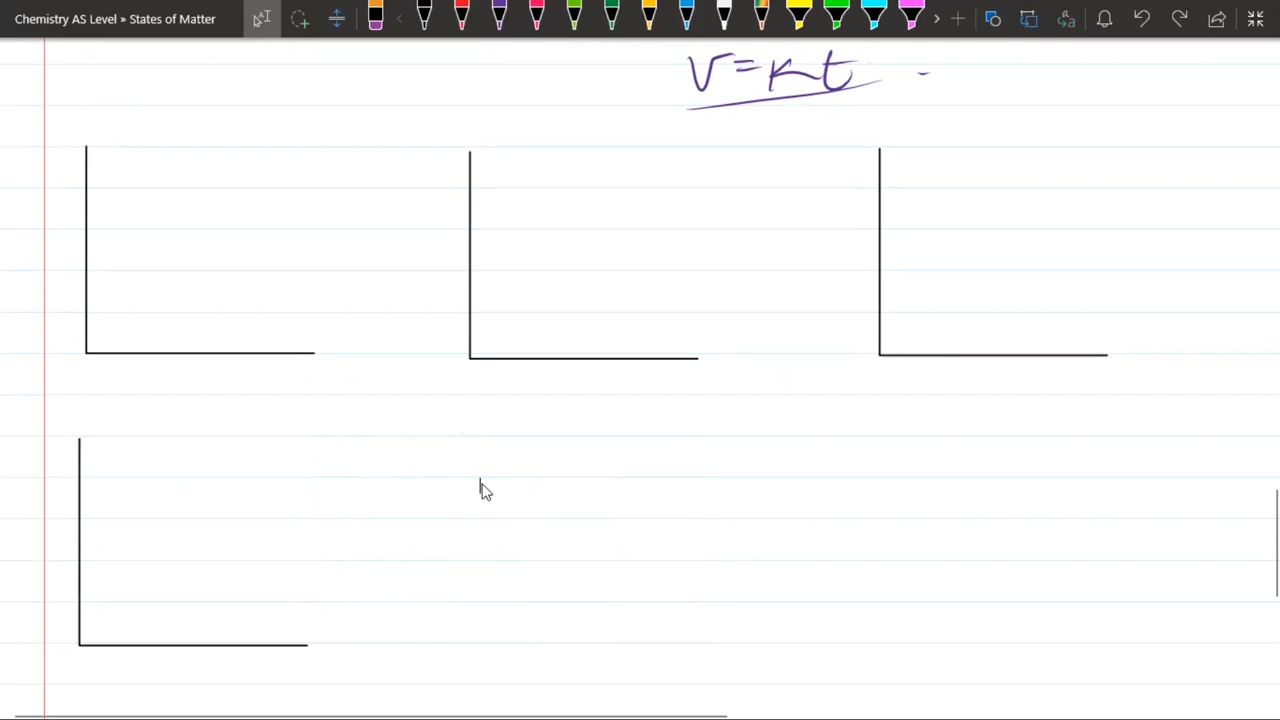 Chemistry AS Level » States of Matter
V=Kt -